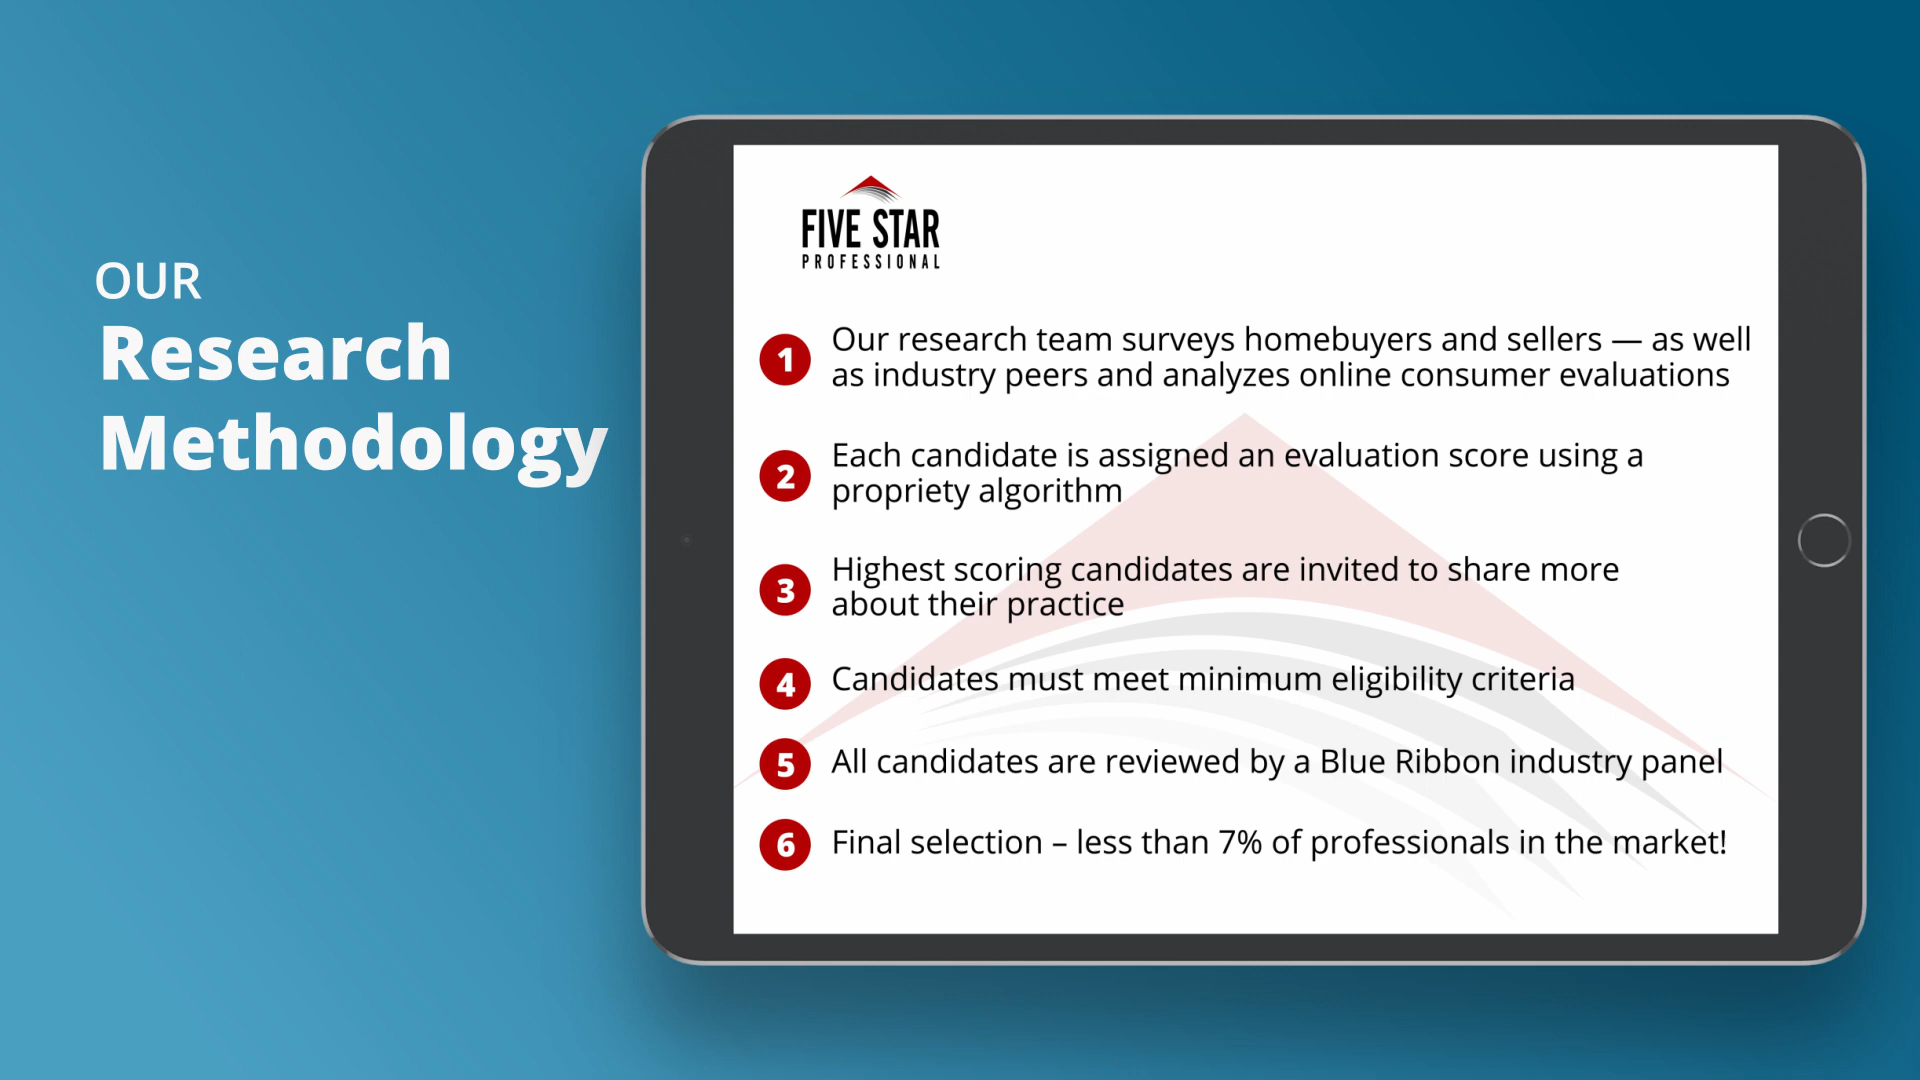 OUR
Research
Methodology
FIVE STAR
PROFESSIONAL
1 Our research team surveys homebuyers and sellers — as well
as industry peers and analyzes online consumer evaluations
2 Each candidate is assigned an evaluation score using a
propriety algorithm
3 Highest scoring candidates are invited to share more
about their practice
4 Candidates must meet minimum eligibility criteria
5 All candidates are reviewed by a Blue Ribbon industry panel
6 Final selection – less than 7% of professionals in the market!